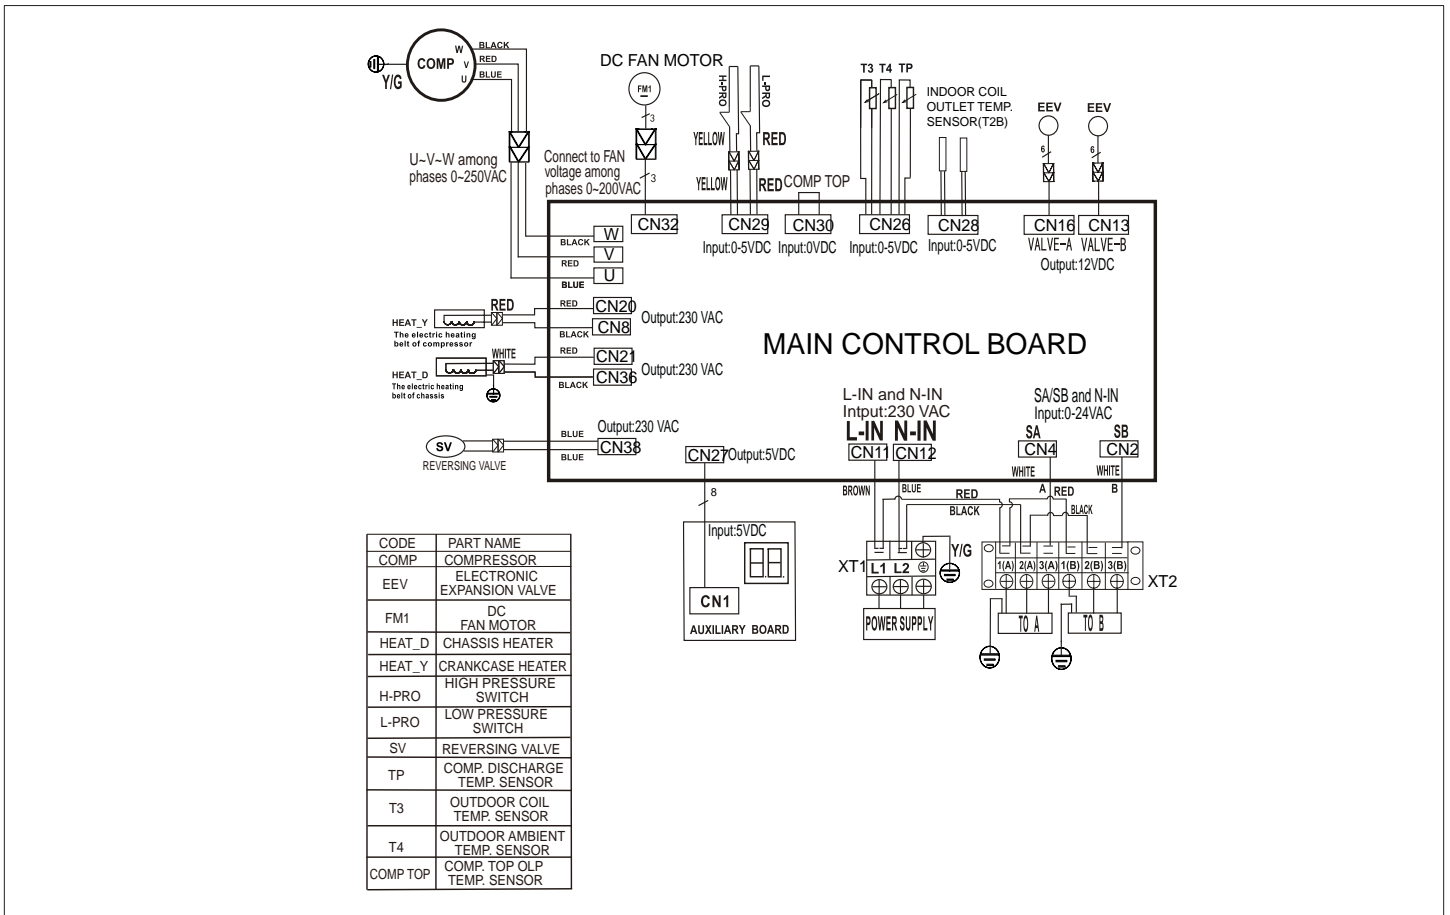 W
BLACK
COMP
V
RED
U
BLUE
Y/G
U~V~W among
phases 0~250VAC
DC FAN MOTOR
FM1
3
Connect to FAN
voltage among
phases 0~200VAC
3
H-PRO
L-PRO
YELLOW
RED
YELLOW
RED
COMP TOP
T3
T4
TP
INDOOR COIL
OUTLET TEMP.
SENSOR(T2B)
EEV
EEV
6
6
CN32
CN29
CN30
CN26
CN28
CN16
CN13
Input:0-5VDC
Input:0VDC
Input:0-5VDC
Input:0-5VDC
VALVE-A
VALVE-B
Output:12VDC
BLACK
W
RED
V
BLUE
U
RED
RED
CN20
Output:230 VAC
HEAT_Y
BLACK
CN8
The electric heating
belt of compressor
WHITE
RED
CN21
Output:230 VAC
HEAT_D
BLACK
CN36
The electric heating
belt of chassis
MAIN CONTROL BOARD
Output:230 VAC
BLUE
CN38
SV
BLUE
REVERSING VALVE
CN27
Output:5VDC
8
Input:5VDC
CN1
AUXILIARY BOARD
L-IN and N-IN
Intput:230 VAC
L-IN
N-IN
CN11
CN12
BROWN
BLUE
SA/SB and N-IN
Input:0-24VAC
SA
SB
CN4
CN2
WHITE
WHITE
A
B
RED
RED
BLACK
BLACK
XT1
L1
L2
Y/G
POWER SUPPLY
1(A)
2(A)
3(A)
1(B)
2(B)
3(B)
XT2
TO A
TO B
CODE
PART NAME
COMP
COMPRESSOR
EEV
ELECTRONIC
EXPANSION VALVE
FM1
DC
FAN MOTOR
HEAT_D
CHASSIS HEATER
HEAT_Y
CRANKCASE HEATER
H-PRO
HIGH PRESSURE
SWITCH
L-PRO
LOW PRESSURE
SWITCH
SV
REVERSING VALVE
TP
COMP. DISCHARGE
TEMP. SENSOR
T3
OUTDOOR COIL
TEMP. SENSOR
T4
OUTDOOR AMBIENT
TEMP. SENSOR
COMP TOP
COMP. TOP OLP
TEMP. SENSOR